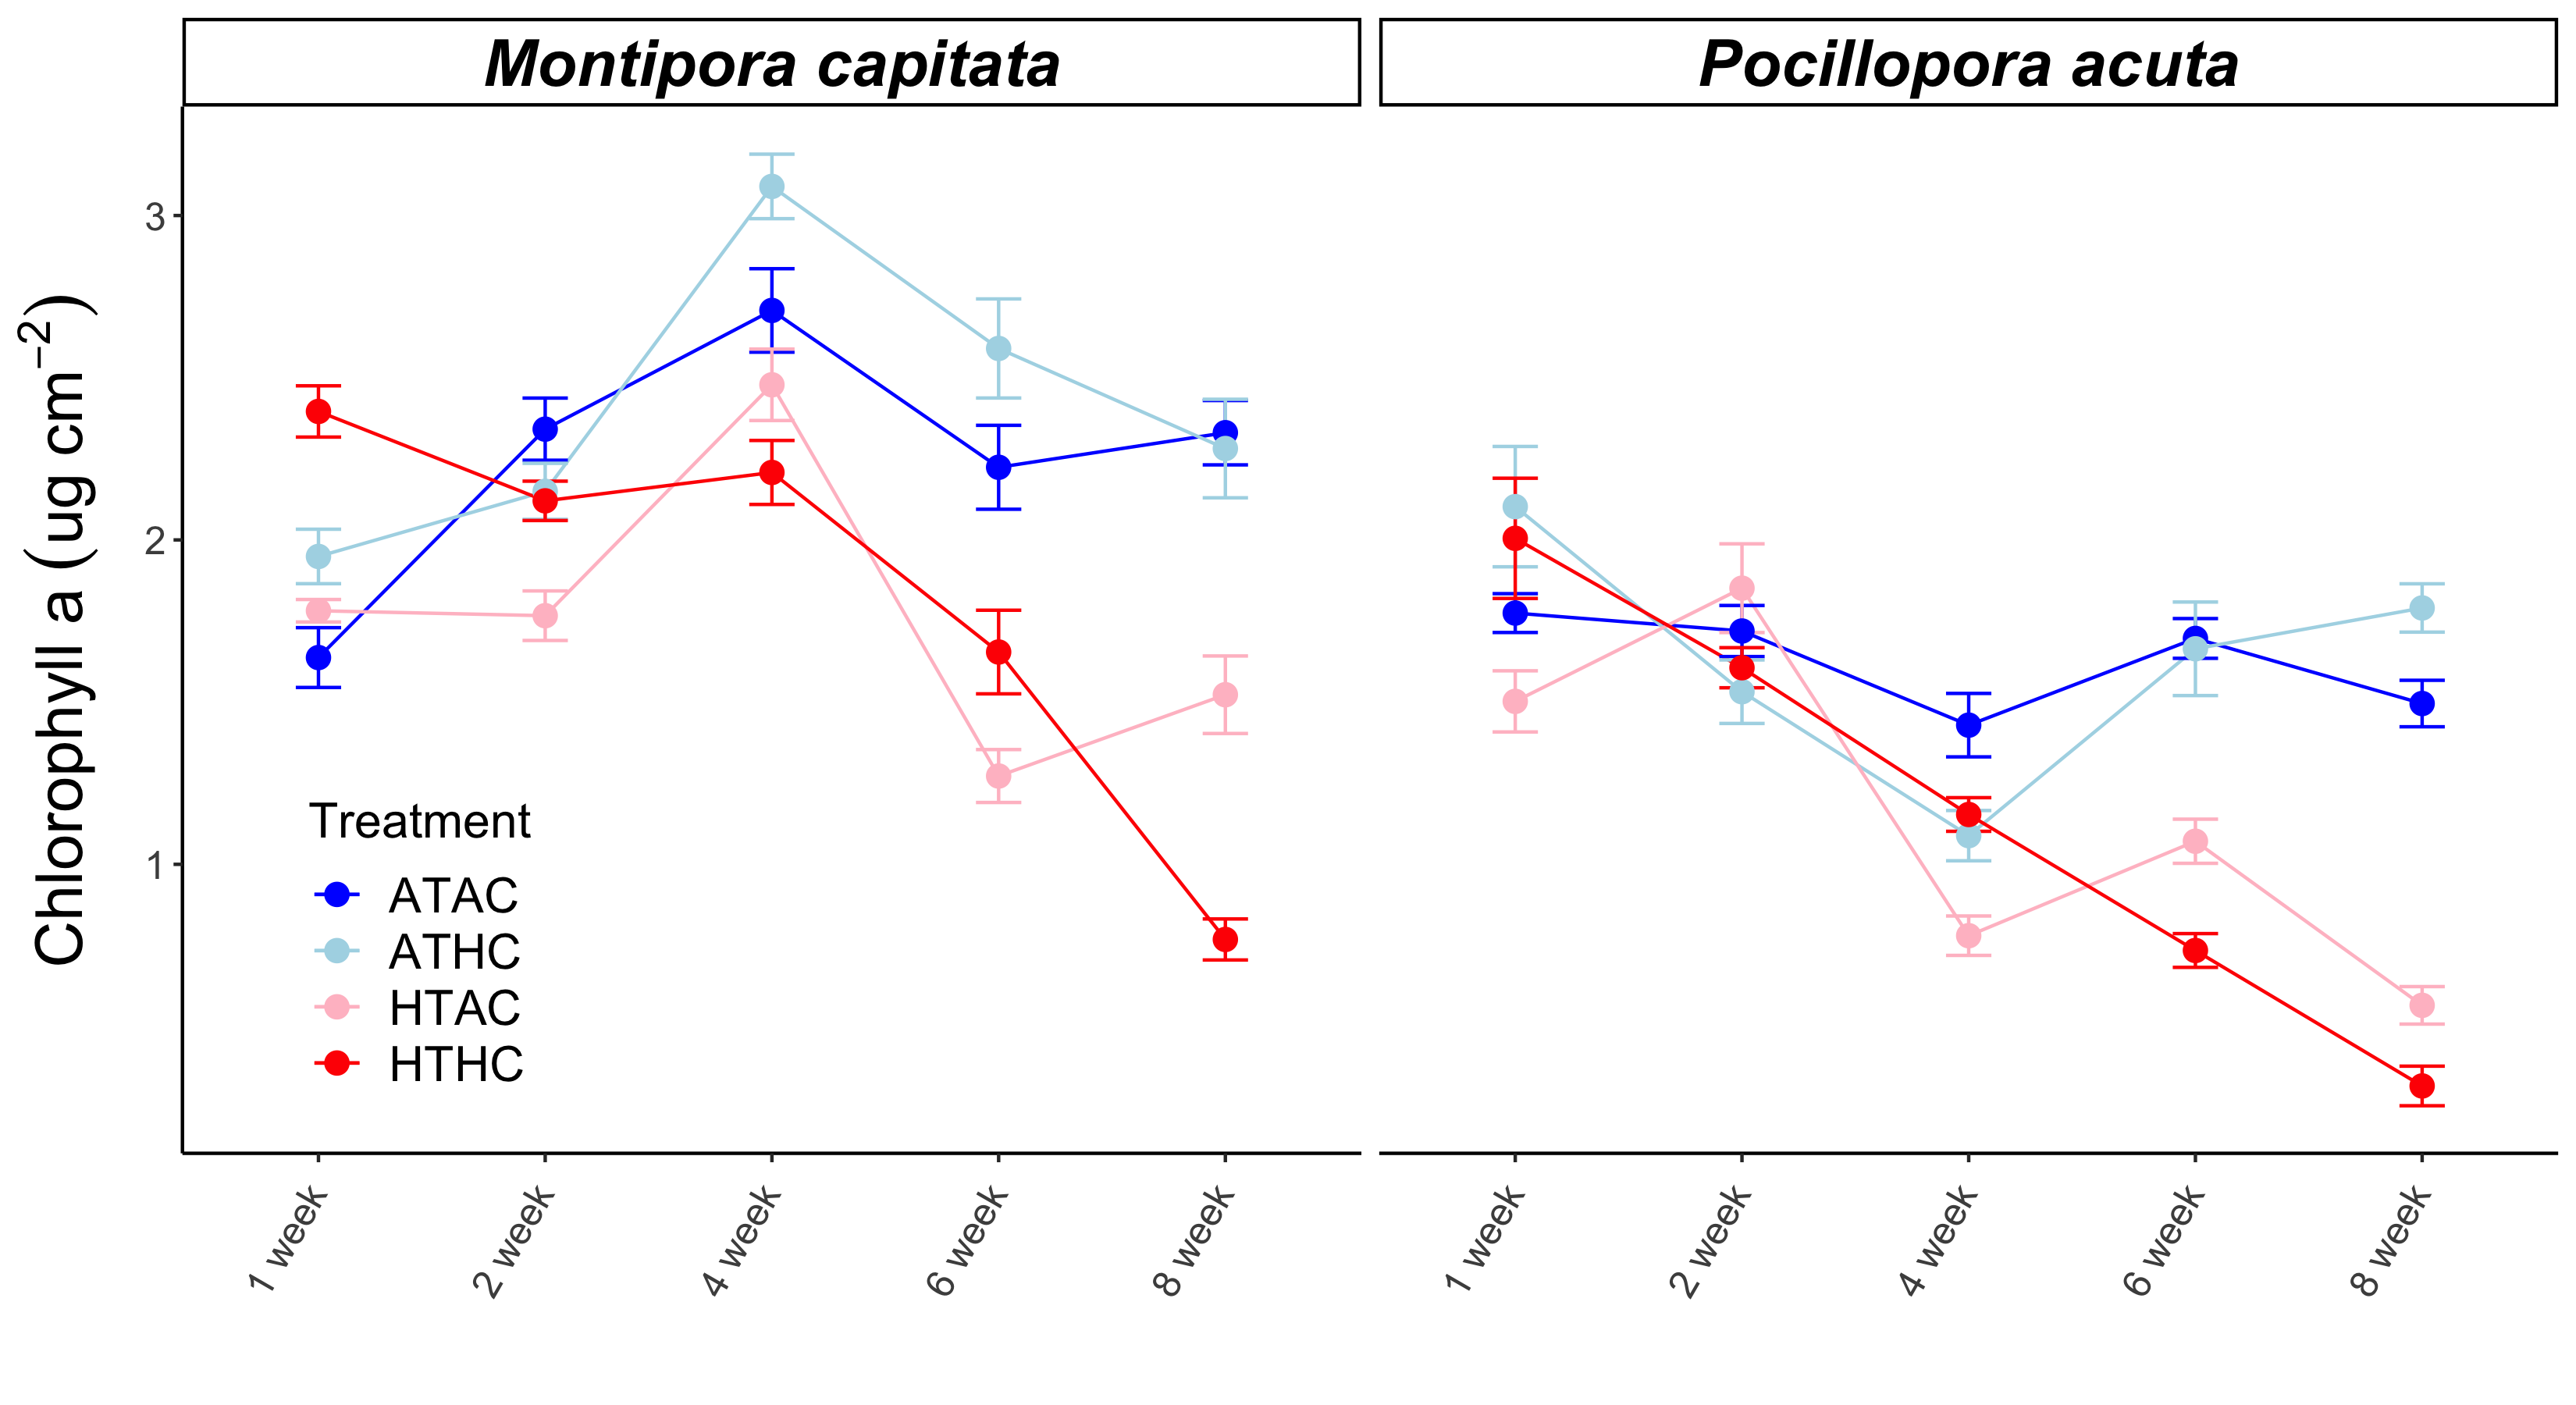 Montipora capitata
Pocillopora acuta
Chlorophyll a (ug cm⁻²)
3
2
1
Treatment
ATAC
ATHC
HTAC
HTHC
1 week
2 week
4 week
6 week
8 week
1 week
2 week
4 week
6 week
8 week